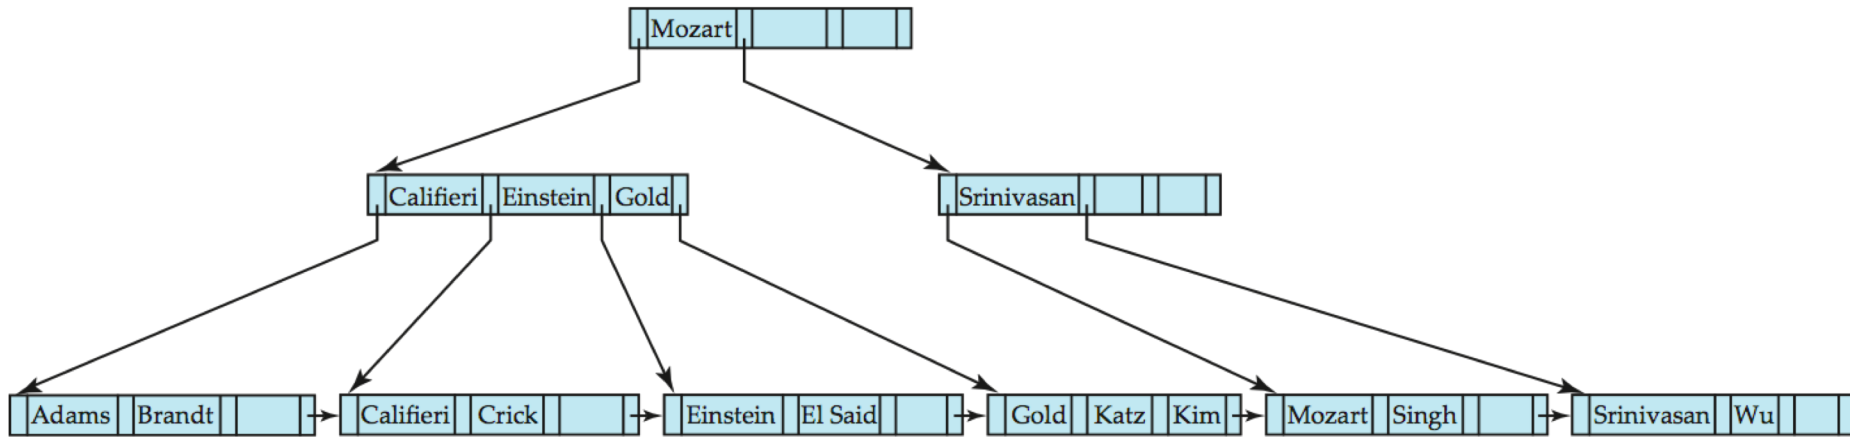 Mozart
Califieri Einstein Gold Srinivasan
Adams Brandt Califieri Crick Einstein El Said Gold Katz Kim Mozart Singh Srinivasan Wu